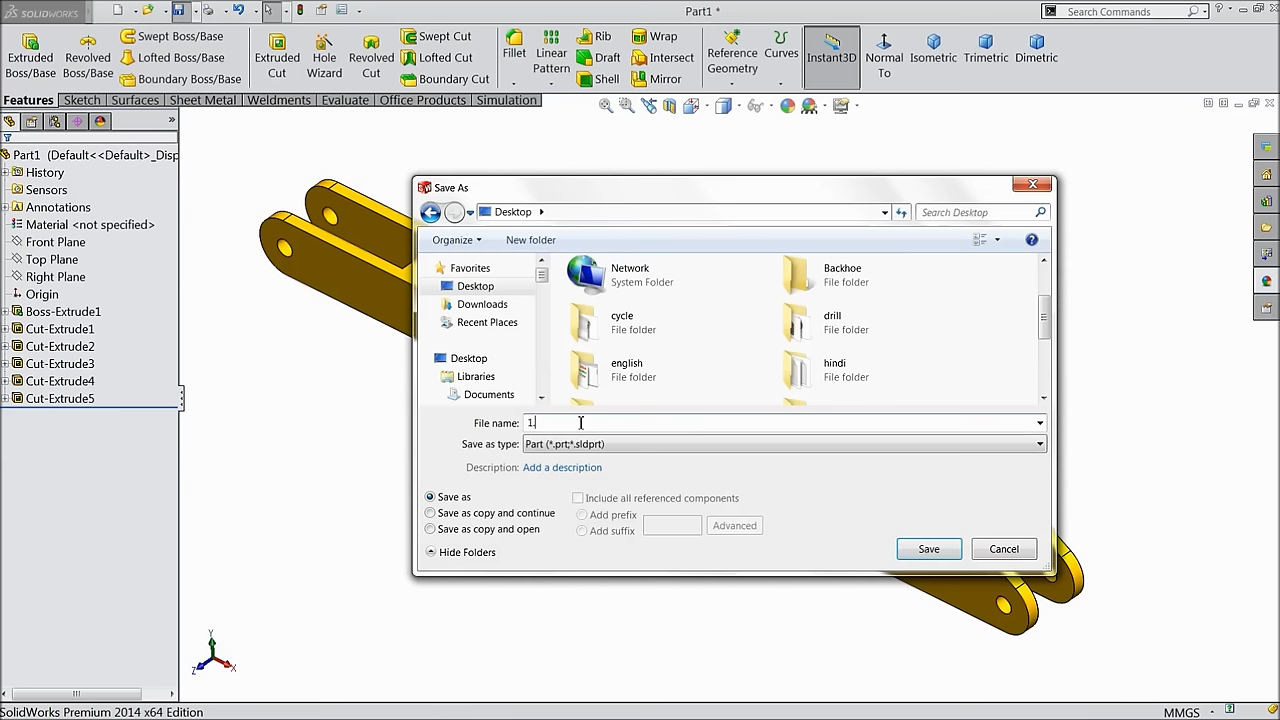 SOLIDWORKS
Part1 *
Search Commands
Extruded Boss/Base
Revolved Boss/Base
Swept Boss/Base
Lofted Boss/Base
Boundary Boss/Base
Extruded Cut
Hole Wizard
Revolved Cut
Swept Cut
Lofted Cut
Boundary Cut
Fillet
Linear Pattern
Rib
Draft
Shell
Wrap
Intersect
Mirror
Reference Geometry
Curves
Instant3D
Normal To
Isometric
Trimetric
Dimetric
Features
Sketch
Surfaces
Sheet Metal
Weldments
Evaluate
Office Products
Simulation
Part1 (Default<<Default>_Disp
History
Sensors
Annotations
Material <not specified>
Front Plane
Top Plane
Right Plane
Origin
Boss-Extrude1
Cut-Extrude1
Cut-Extrude2
Cut-Extrude3
Cut-Extrude4
Cut-Extrude5
Save As
Desktop
Search Desktop
Organize
New folder
Favorites
Desktop
Downloads
Recent Places
Desktop
Libraries
Documents
Network
System Folder
Backhoe
File folder
cycle
File folder
drill
File folder
english
File folder
hindi
File folder
File name: 1.
Save as type: Part (*.prt;*.sldprt)
Description: Add a description
Save as
Save as copy and continue
Save as copy and open
Include all referenced components
Add prefix
Add suffix
Advanced
Hide Folders
Save
Cancel
Y
Z
X
SolidWorks Premium 2014 x64 Edition
MMGS